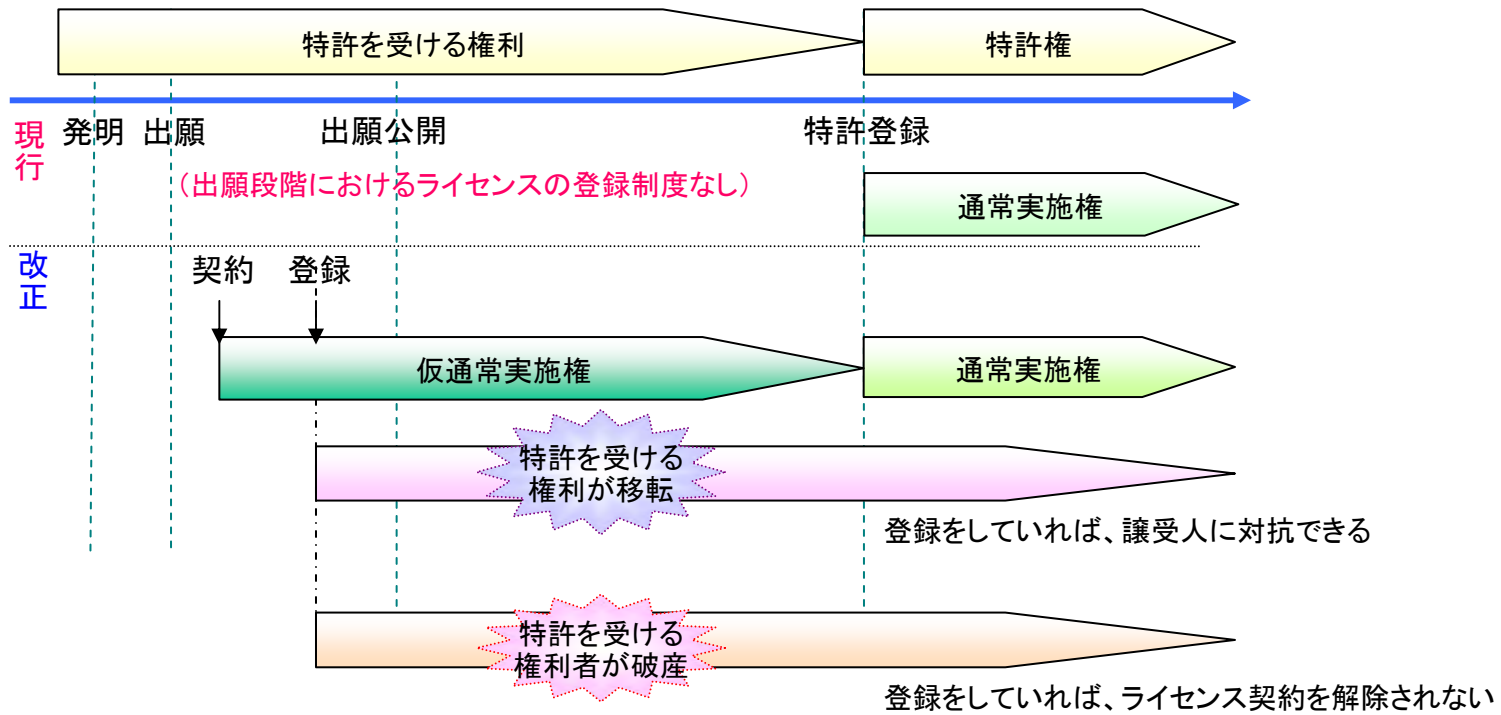 特許を受ける権利
特許権
発明
出願
出願公開
特許登録
現行
（出願段階におけるライセンスの登録制度なし）
通常実施権
改正
契約
登録
仮通常実施権
通常実施権
特許を受ける
権利が移転
登録をしていれば、譲受人に対抗できる
特許を受ける
権利者が破産
登録をしていれば、ライセンス契約を解除されない